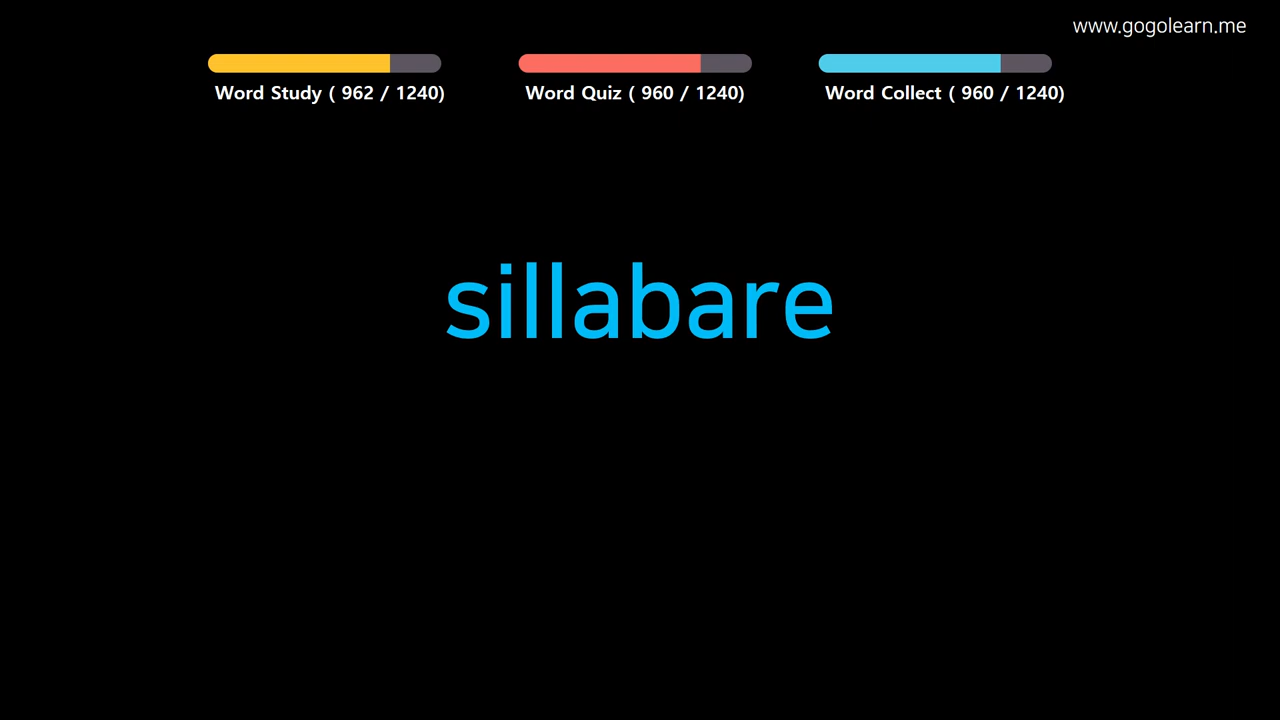 www.gogolearn.me
Word Study ( 962 / 1240)
Word Quiz ( 960 / 1240)
Word Collect ( 960 / 1240)
sillabare